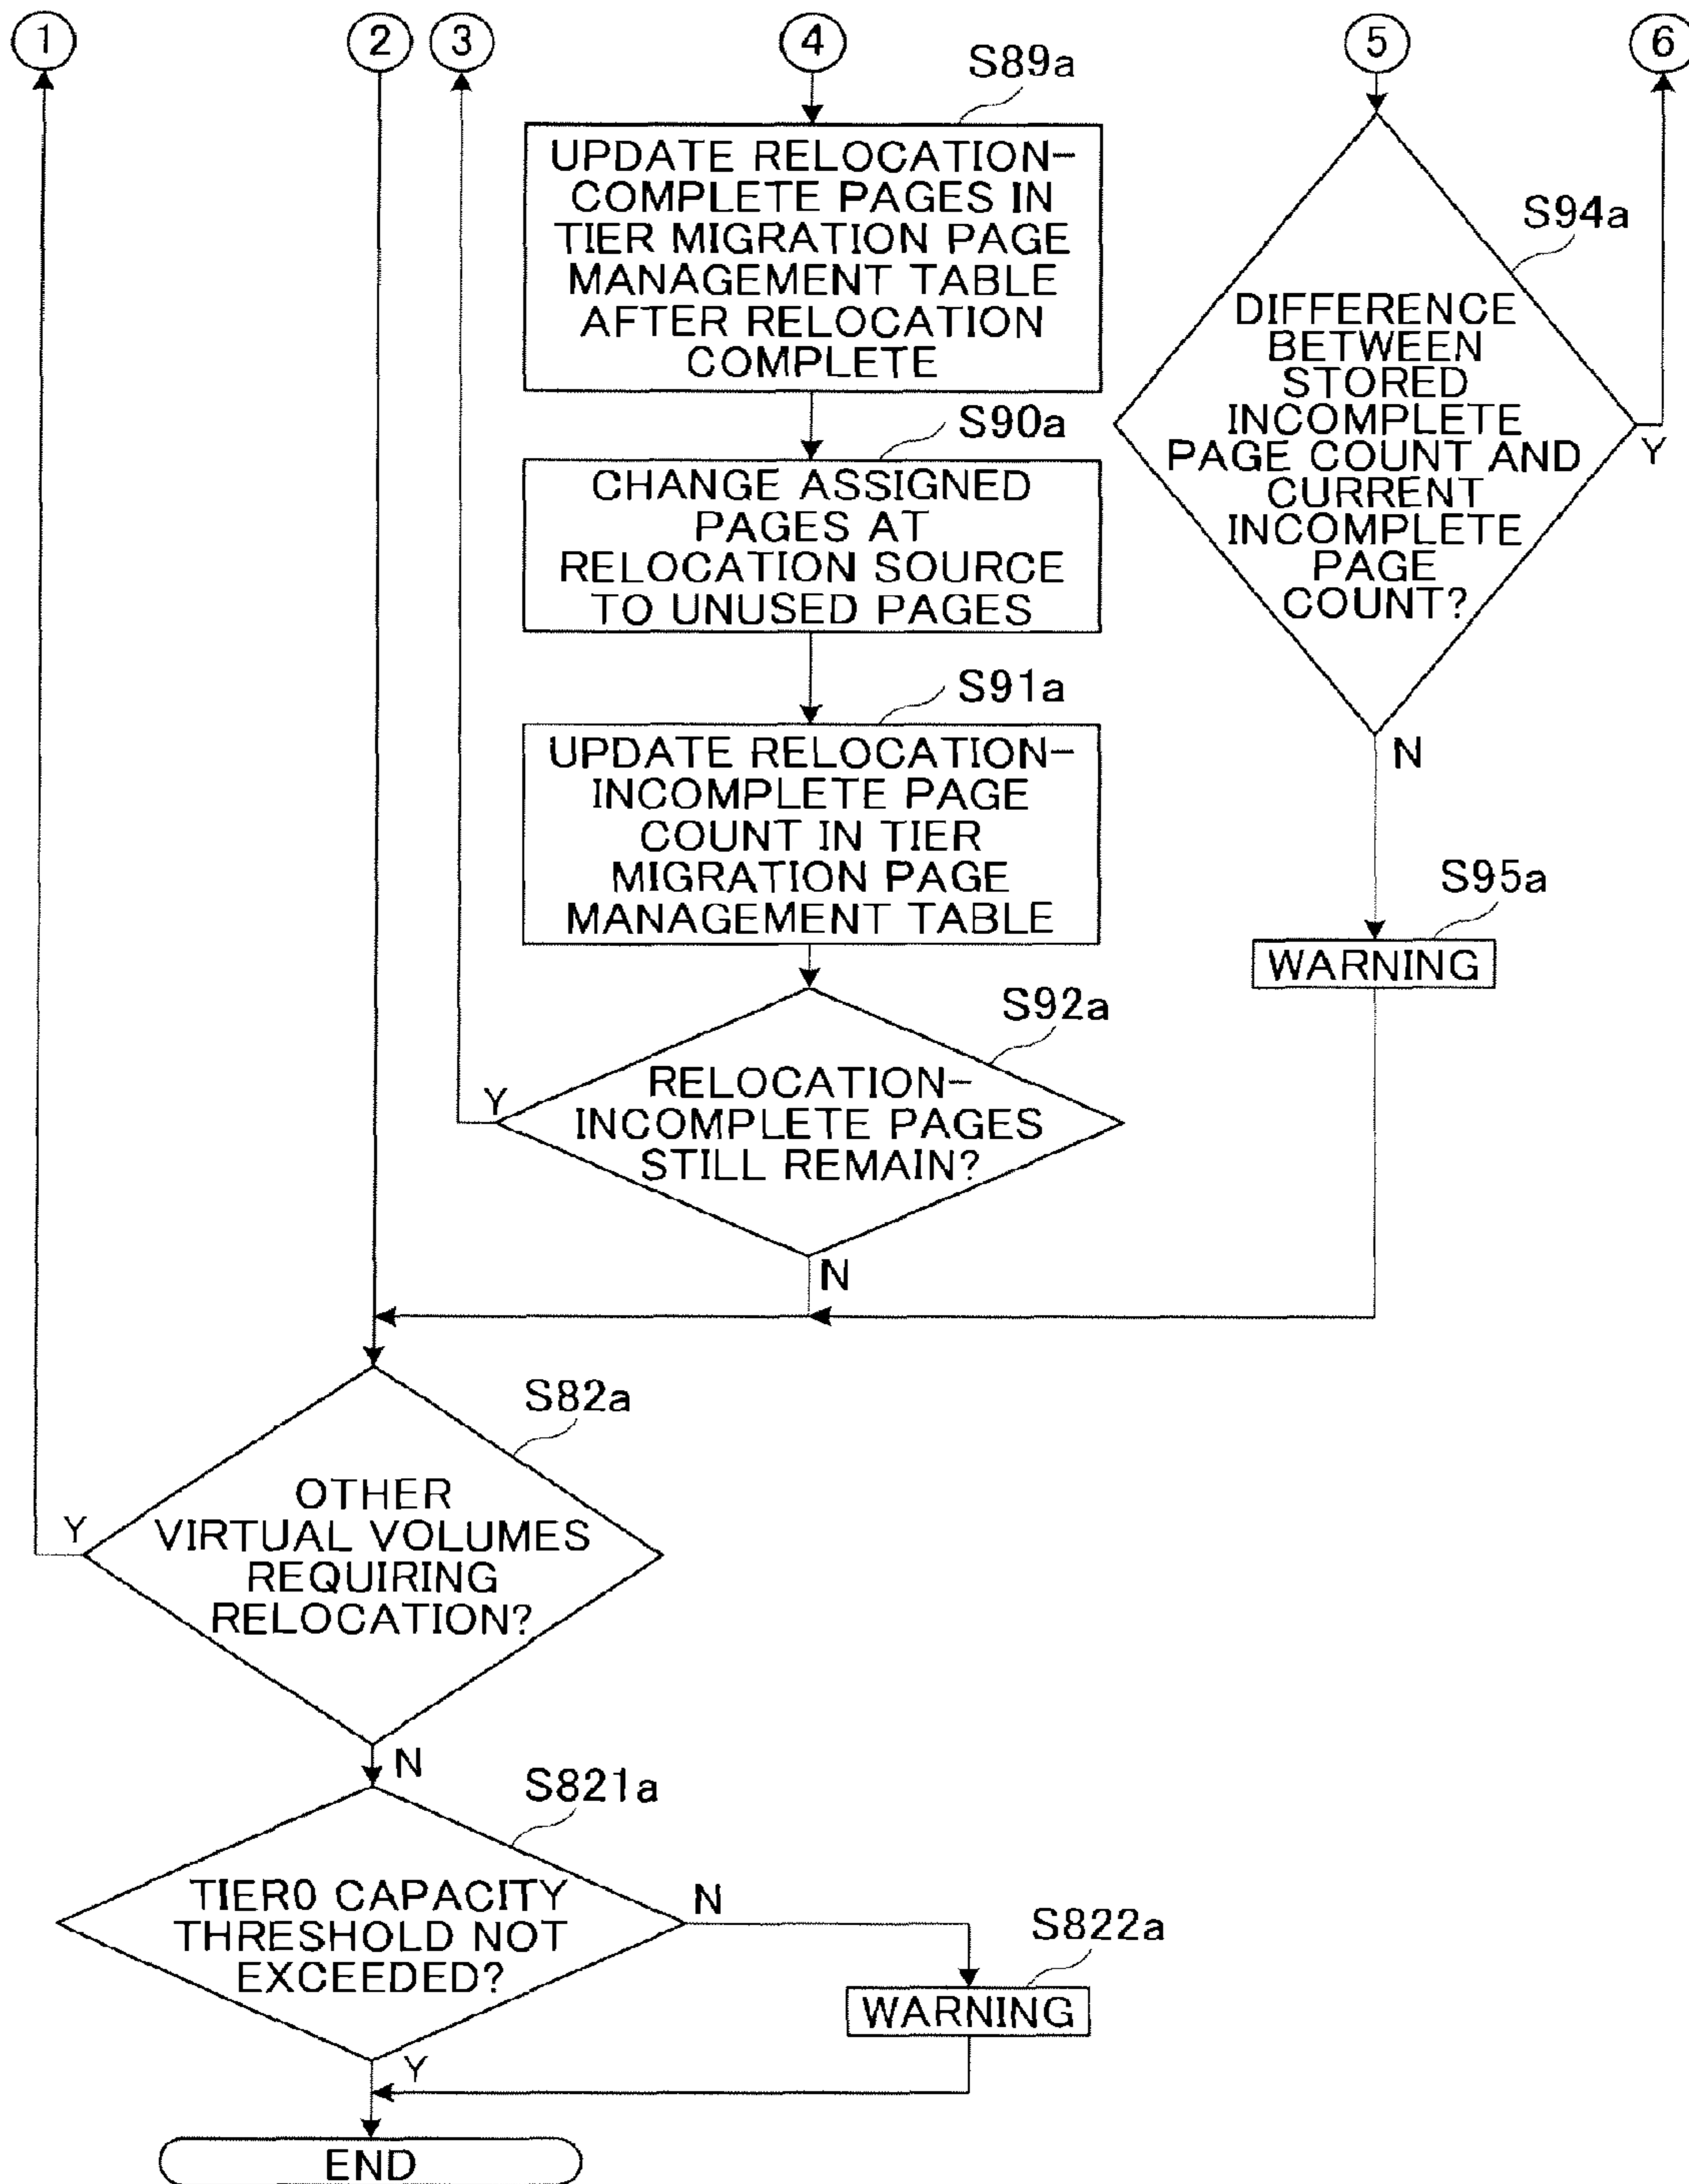 1
2
3
4
5
6
S89a
UPDATE RELOCATION-
COMPLETE PAGES IN
TIER MIGRATION PAGE
MANAGEMENT TABLE
AFTER RELOCATION
COMPLETE
S90a
CHANGE ASSIGNED
PAGES AT
RELOCATION SOURCE
TO UNUSED PAGES
S91a
UPDATE RELOCATION-
INCOMPLETE PAGE
COUNT IN TIER
MIGRATION PAGE
MANAGEMENT TABLE
S92a
RELOCATION-
INCOMPLETE PAGES
STILL REMAIN?
Y
N
S94a
DIFFERENCE
BETWEEN
STORED
INCOMPLETE
PAGE COUNT AND
CURRENT
INCOMPLETE
PAGE
COUNT?
Y
N
S95a
WARNING
S82a
OTHER
VIRTUAL VOLUMES
REQUIRING
RELOCATION?
Y
N
S821a
TIER0 CAPACITY
THRESHOLD NOT
EXCEEDED?
N
Y
S822a
WARNING
END